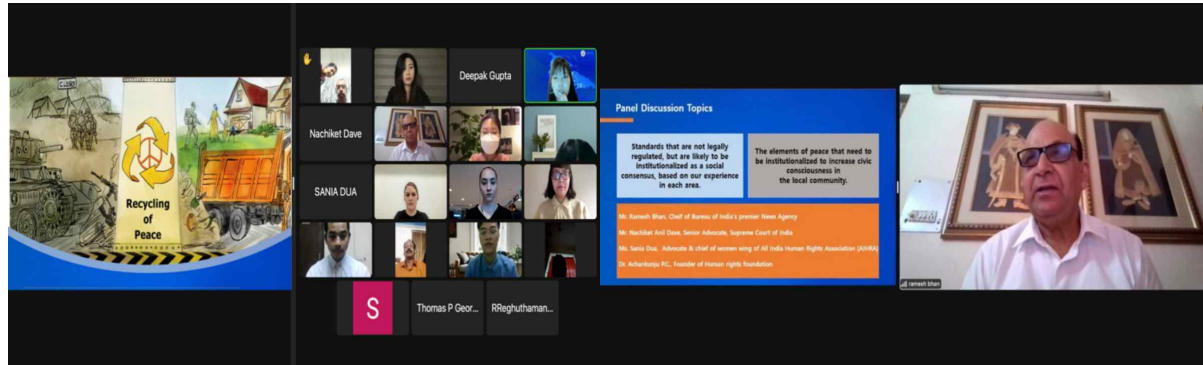 Recycling
of
Peace
Deepak Gupta
Nachiket Dave
SANIA DUA
S
Thomas P Geor...
RReghuthaman...
Panel Discussion Topics
Standards that are not legally
regulated, but are likely to be
institutionalized as a social
consensus, based on our experience
in each area.
The elements of peace that need to
be institutionalized to increase civic
consciousness in
the local community.
Mr. Ramesh Bhan, Cheif of Bureau of India's premier News Agency
Mr. Nachiket Anil Dave, Senior Advocate, Supreme Court of India
Ms. Sania Dua, Advocate & chief of women wing of All India Human Rights Association (AIHRA)
Dr. Achankunju P.C., Founder of Human rights foundation
ramesh bhan